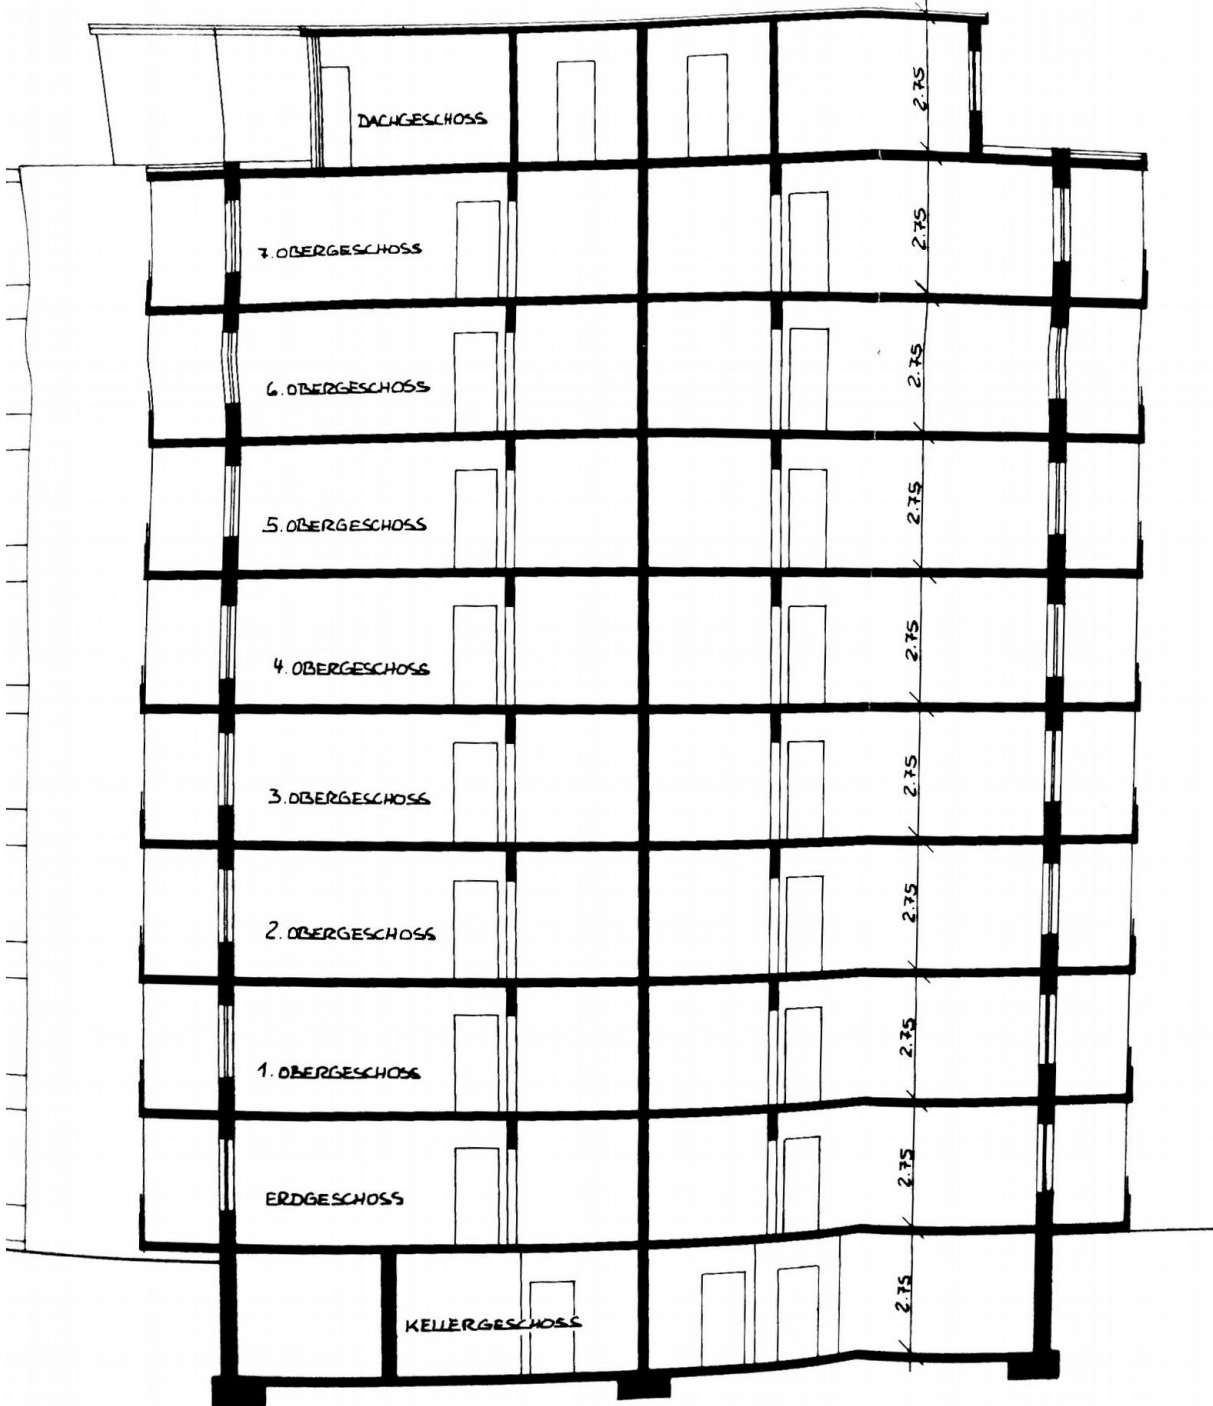 DACHGESCHOSS
2.75
7. OBERGESCHOSS
2.75
6. OBERGESCHOSS
2.75
5. OBERGESCHOSS
2.75
4. OBERGESCHOSS
2.75
3. OBERGESCHOSS
2.75
2. OBERGESCHOSS
2.75
1. OBERGESCHOSS
2.75
ERDGESCHOSS
2.75
KELLERGESCHOSS
2.75